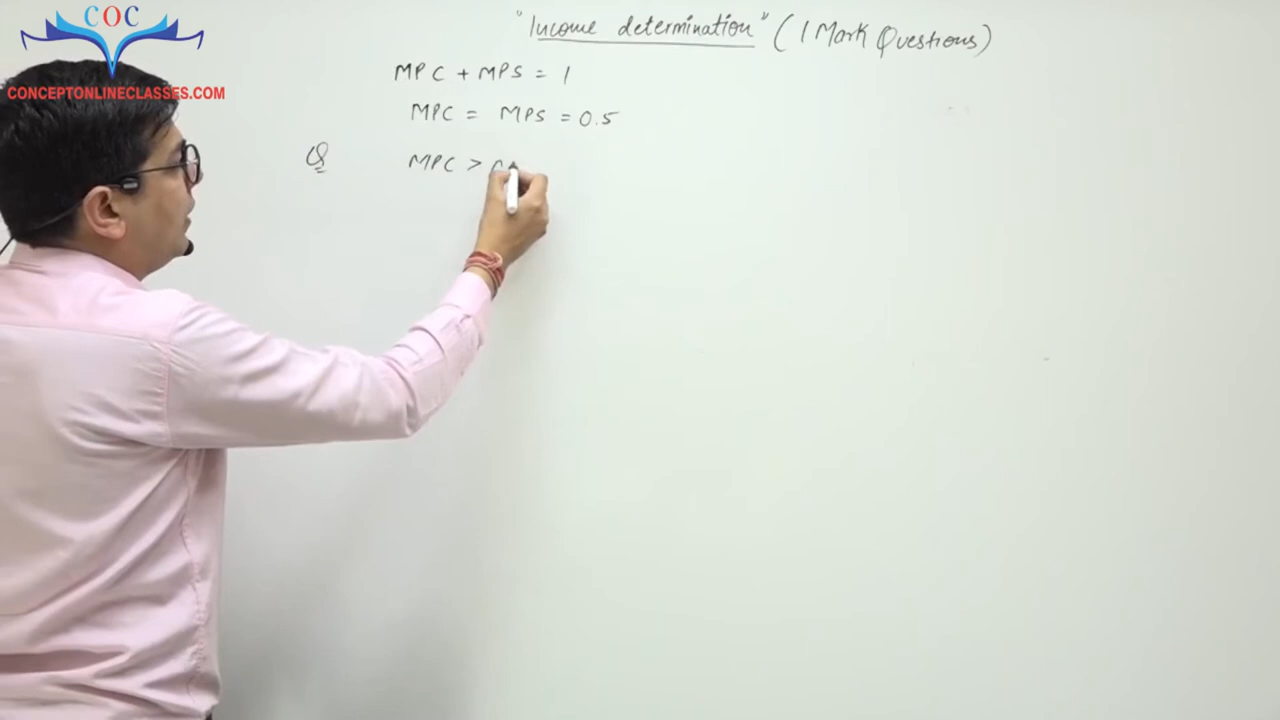 COC
CONCEPTONLINECLASSES.COM
"Income determination" (1 Mark Questions)
MPC + MPS = 1
MPC = MPS = 0.5
Q MPC >